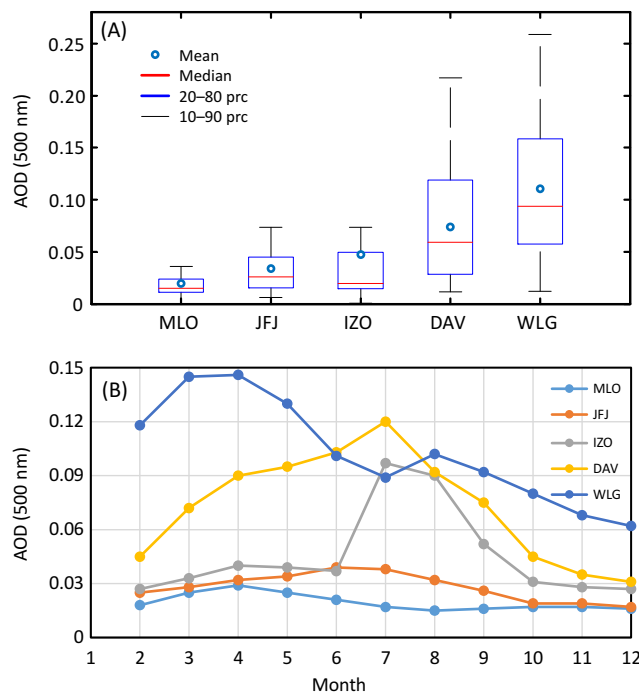 (A)
Mean
Median
20–80 prc
10–90 prc
AOD (500 nm)
0.25
0.20
0.15
0.10
0.05
0
MLO JFJ IZO DAV WLG
(B)
MLO
JFJ
IZO
DAV
WLG
AOD (500 nm)
0.15
0.12
0.09
0.06
0.03
0
1 2 3 4 5 6 7 8 9 10 11 12
Month